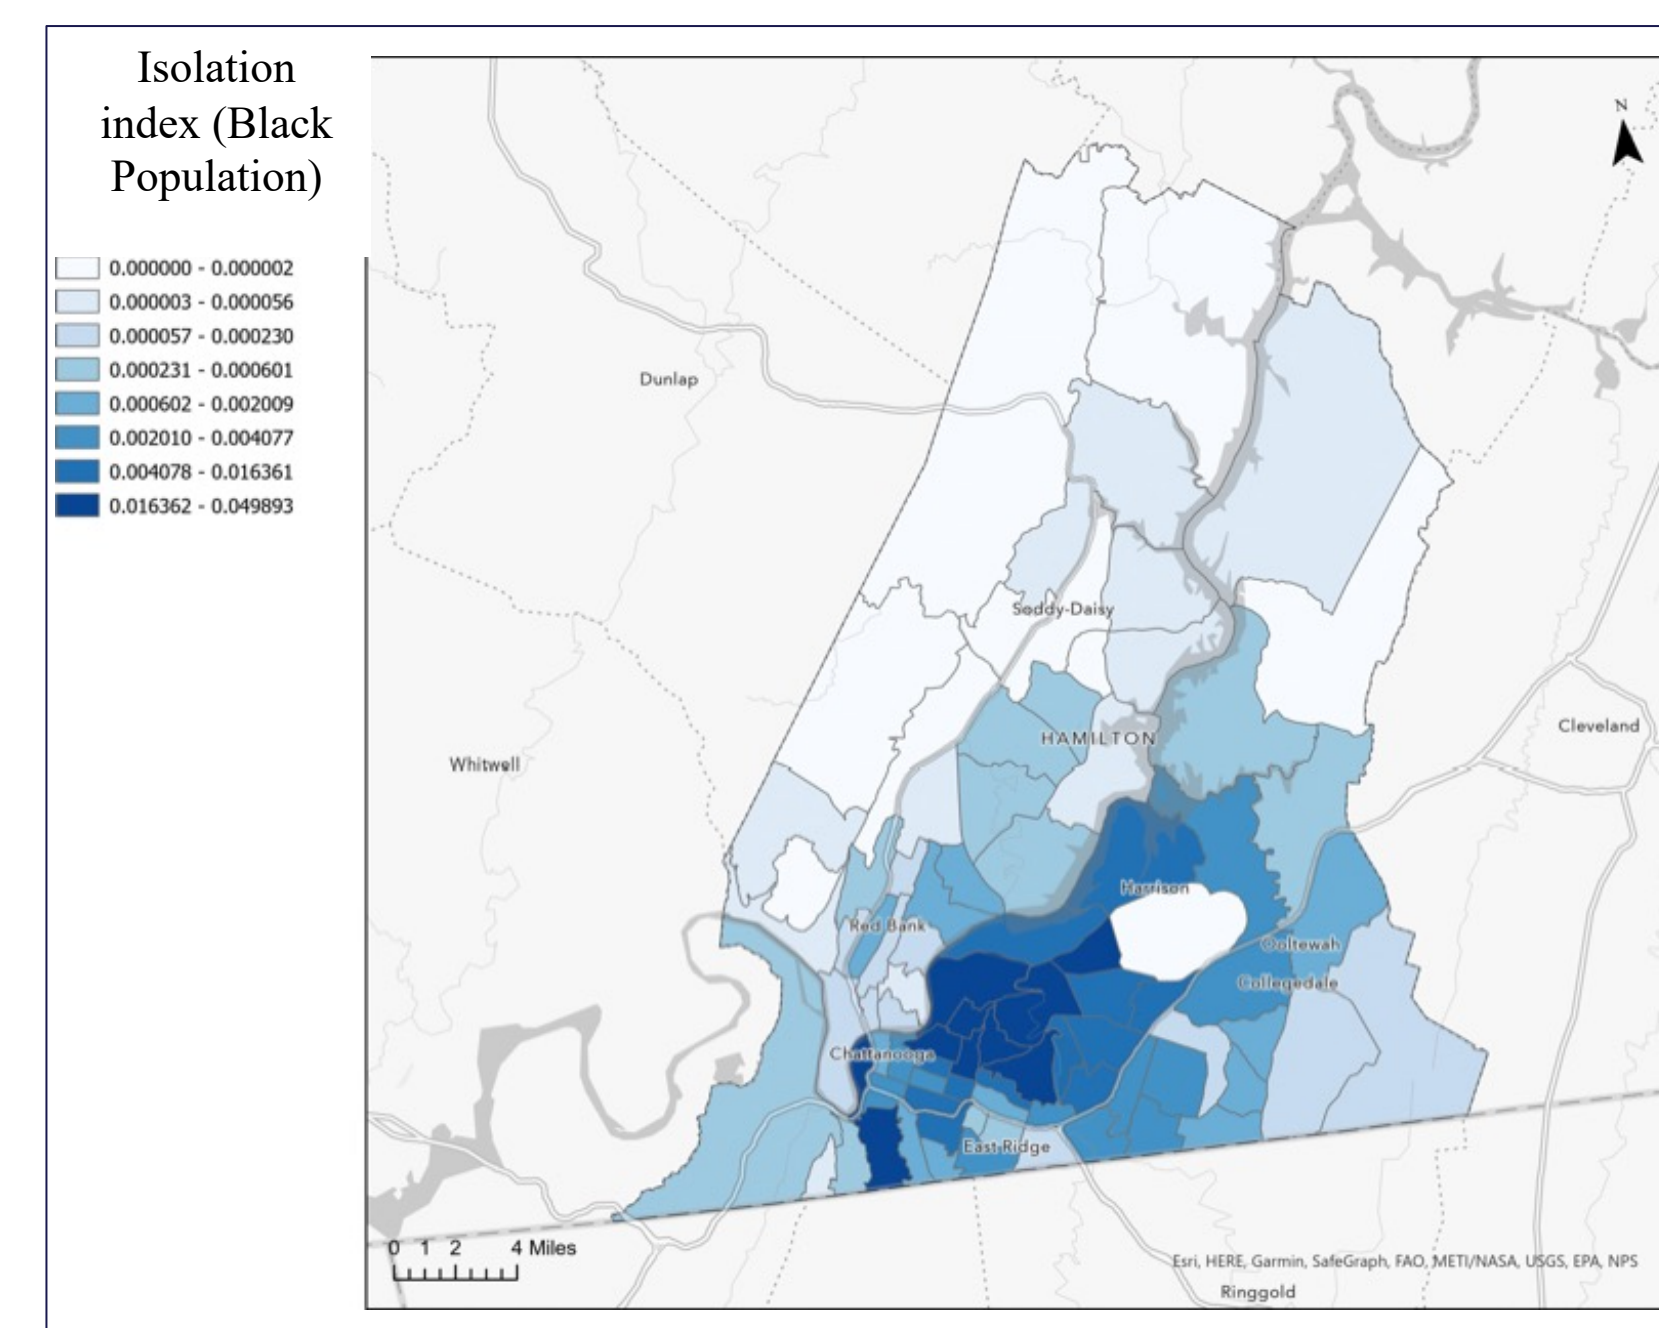 Isolation
index (Black
Population)
0.000000 - 0.000002
0.000003 - 0.000056
0.000057 - 0.000230
0.000231 - 0.000601
0.000602 - 0.002009
0.002010 - 0.004077
0.004078 - 0.016361
0.016362 - 0.049893
N
Dunlap
Soddy-Daisy
Cleveland
HAMILTON
Whitwell
Harrison
Red Bank
Ooltewah
Collegedale
Chattanooga
East Ridge
0 1 2 4 Miles
Esri, HERE, Garmin, SafeGraph, FAO, METI/NASA, USGS, EPA, NPS
Ringgold